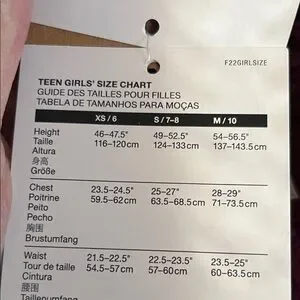 F22GIRLSIZE
TEEN GIRLS' SIZE CHART
GUIDE DES TAILLES POUR FILLES
TABELA DE TAMANHOS PARA MOÇAS
XS / 6 S / 7–8 M / 10
Height 46–47.5" 49–52.5" 54–56.5"
Taille 116–120cm 124–133cm 137–143.5cm
Altura
身高
Größe
Chest 23.5–24.5" 25–27" 28–29"
Poitrine 59.5–62cm 63.5–68.5cm 71–73.5cm
Peito
Pecho
胸围
Brustumfang
Waist 21.5–22.5" 22.5–23.5" 23.5–25"
Tour de taille 54.5–57cm 57–60cm 60–63.5cm
Cintura
腰围
Taillenumfang